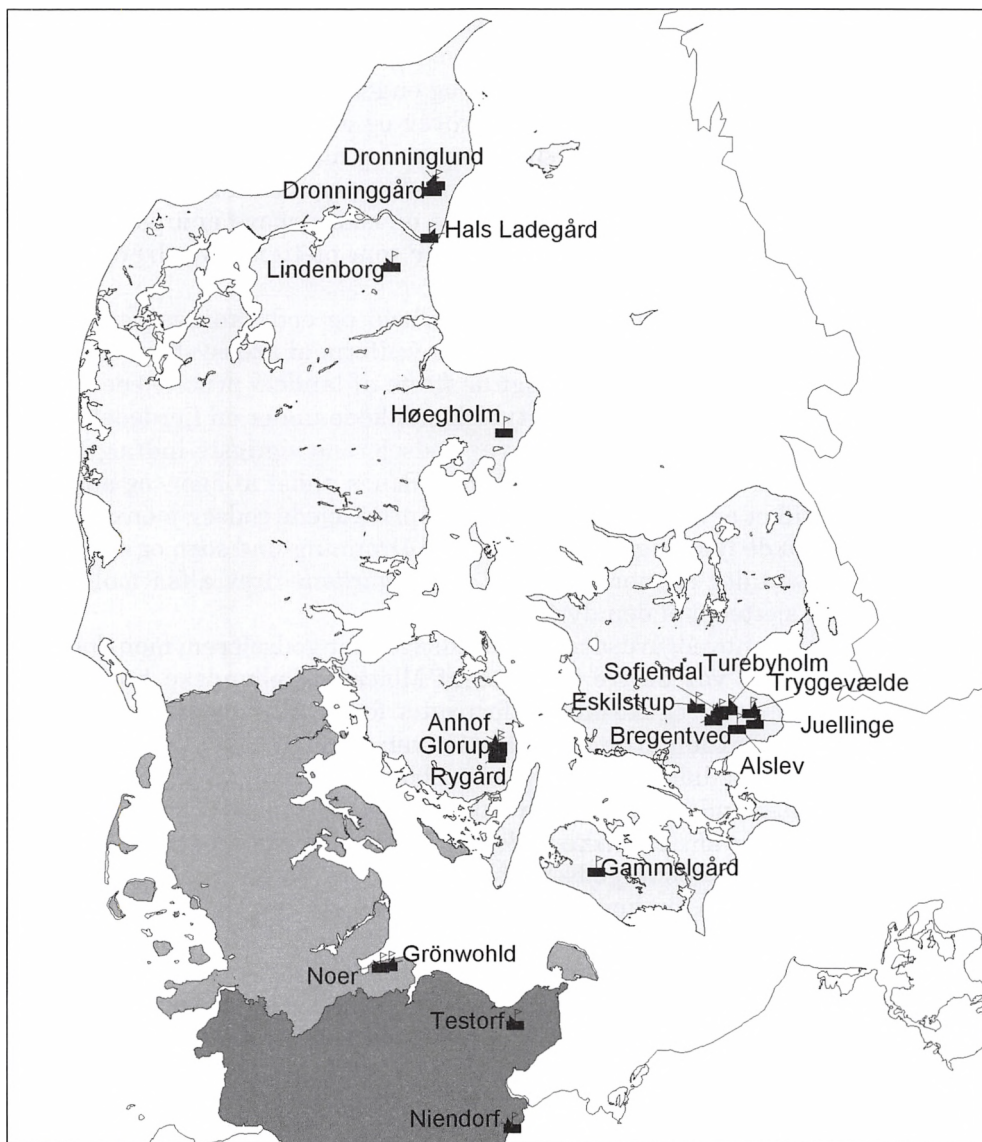 Dronninglund
Dronninggård
Hals Ladegård
Lindenborg
Høegholm
Sofiendal
Turebyholm
Tryggevælde
Eskilstrup
Juellinge
Bregentved
Alslev
Anhof
Glorup
Rygård
Gammelgård
Grönwohld
Noer
Testorf
Niendorf